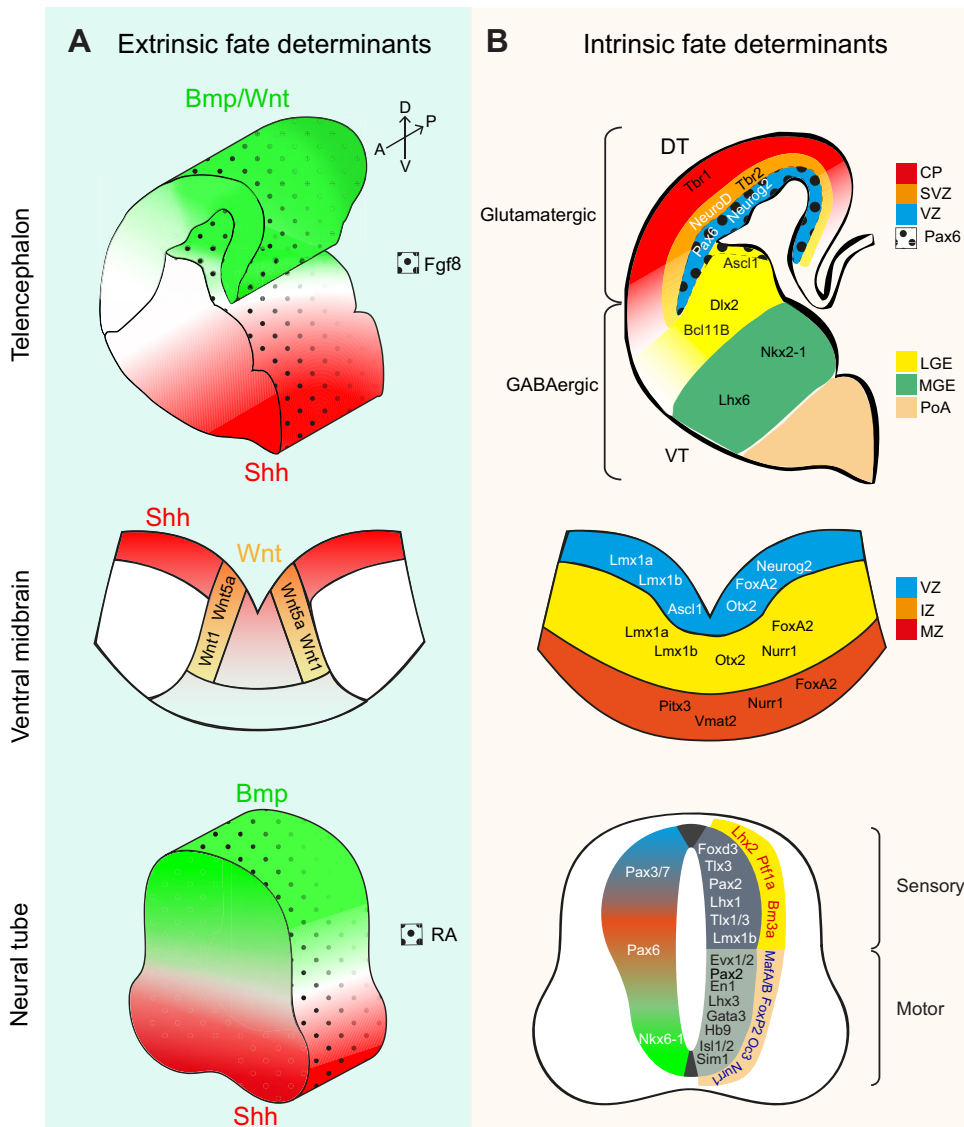 A Extrinsic fate determinants
B Intrinsic fate determinants
Telencephalon
Bmp/Wnt
D
P
A
V
Fgf8
Shh
DT
Glutamatergic
GABAergic
VT
Tbr1
NeuroD
Tbr2
Pax6
Neurog2
Ascl1
Dlx2
Bcl11B
Nkx2-1
Lhx6
CP
SVZ
VZ
Pax6
LGE
MGE
PoA
Ventral midbrain
Shh
Wnt
Wnt1 Wnt5a
Wnt5a Wnt1
Lmx1a
Lmx1b
Ascl1
Neurog2
FoxA2
Otx2
Lmx1a
Lmx1b
Otx2
FoxA2
Nurr1
Pitx3
Vmat2
Nurr1
FoxA2
VZ
IZ
MZ
Neural tube
Bmp
RA
Shh
Pax3/7
Pax6
Nkx6-1
Foxd3
Tlx3
Pax2
Lhx1
Tlx1/3
Lmx1b
Evx1/2
Pax2
En1
Lhx3
Gata3
Hb9
Isl1/2
Sim1
Lhx2
Ptf1a
Brn3a
MafA/B
FoxP2
Oc3
Nurr1
Sensory
Motor